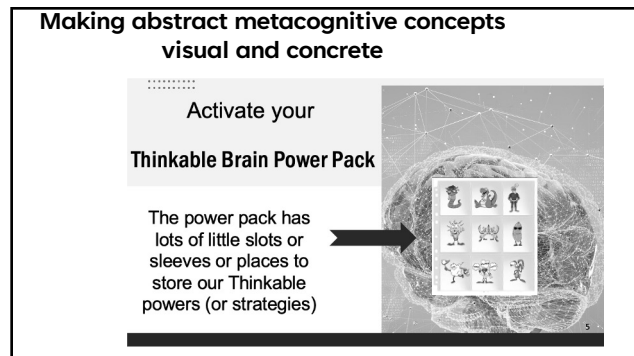 Making abstract metacognitive concepts
visual and concrete
Activate your
Thinkable Brain Power Pack
The power pack has
lots of little slots or
sleeves or places to
store our Thinkable
powers (or strategies)
5